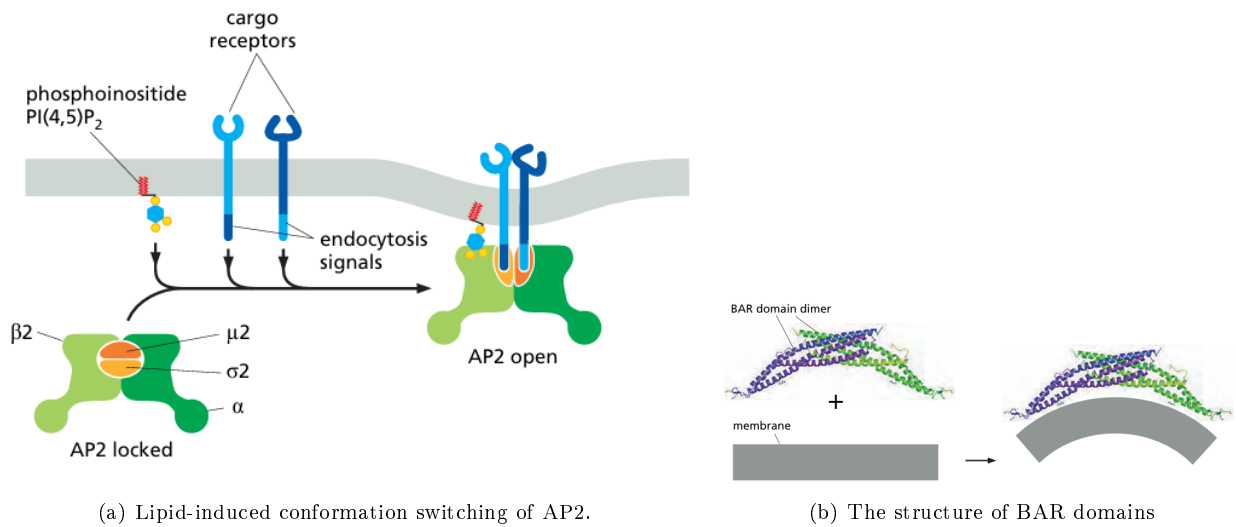 cargo
receptors
phosphoinositide
PI(4,5)P2
endocytosis
signals
β2
μ2
σ2
α
AP2 locked
AP2 open
(a) Lipid-induced conformation switching of AP2.
BAR domain dimer
+
membrane
(b) The structure of BAR domains